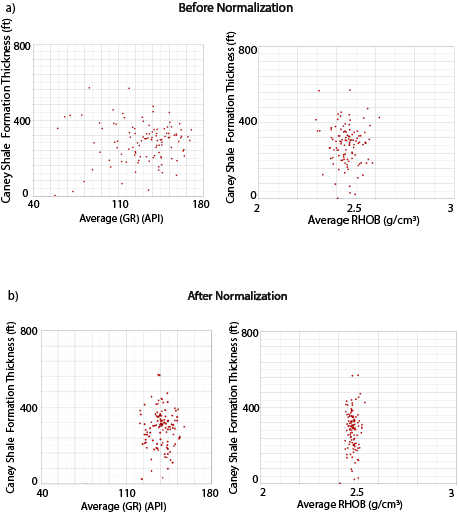 a)
Before Normalization
Caney Shale Formation Thickness (ft)
800
400
0
40
110
180
Average (GR) (API)
Caney Shale Formation Thickness (ft)
800
400
0
2
2.5
3
Average RHOB (g/cm³)
b)
After Normalization
Caney Shale Formation Thickness (ft)
800
400
0
40
110
180
Average (GR) (API)
Caney Shale Formation Thickness (ft)
800
400
0
2
2.5
3
Average RHOB (g/cm³)